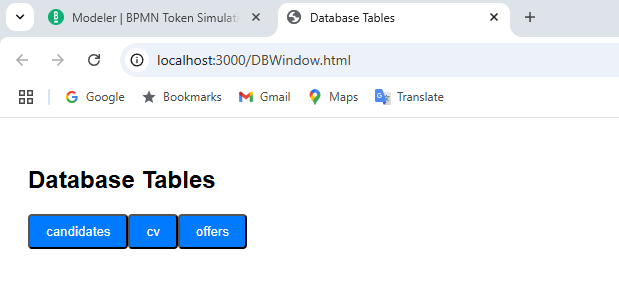 Modeler | BPMN Token Simulati
Database Tables
localhost:3000/DBWindow.html
Google Bookmarks Gmail Maps Translate
Database Tables
candidates cv offers